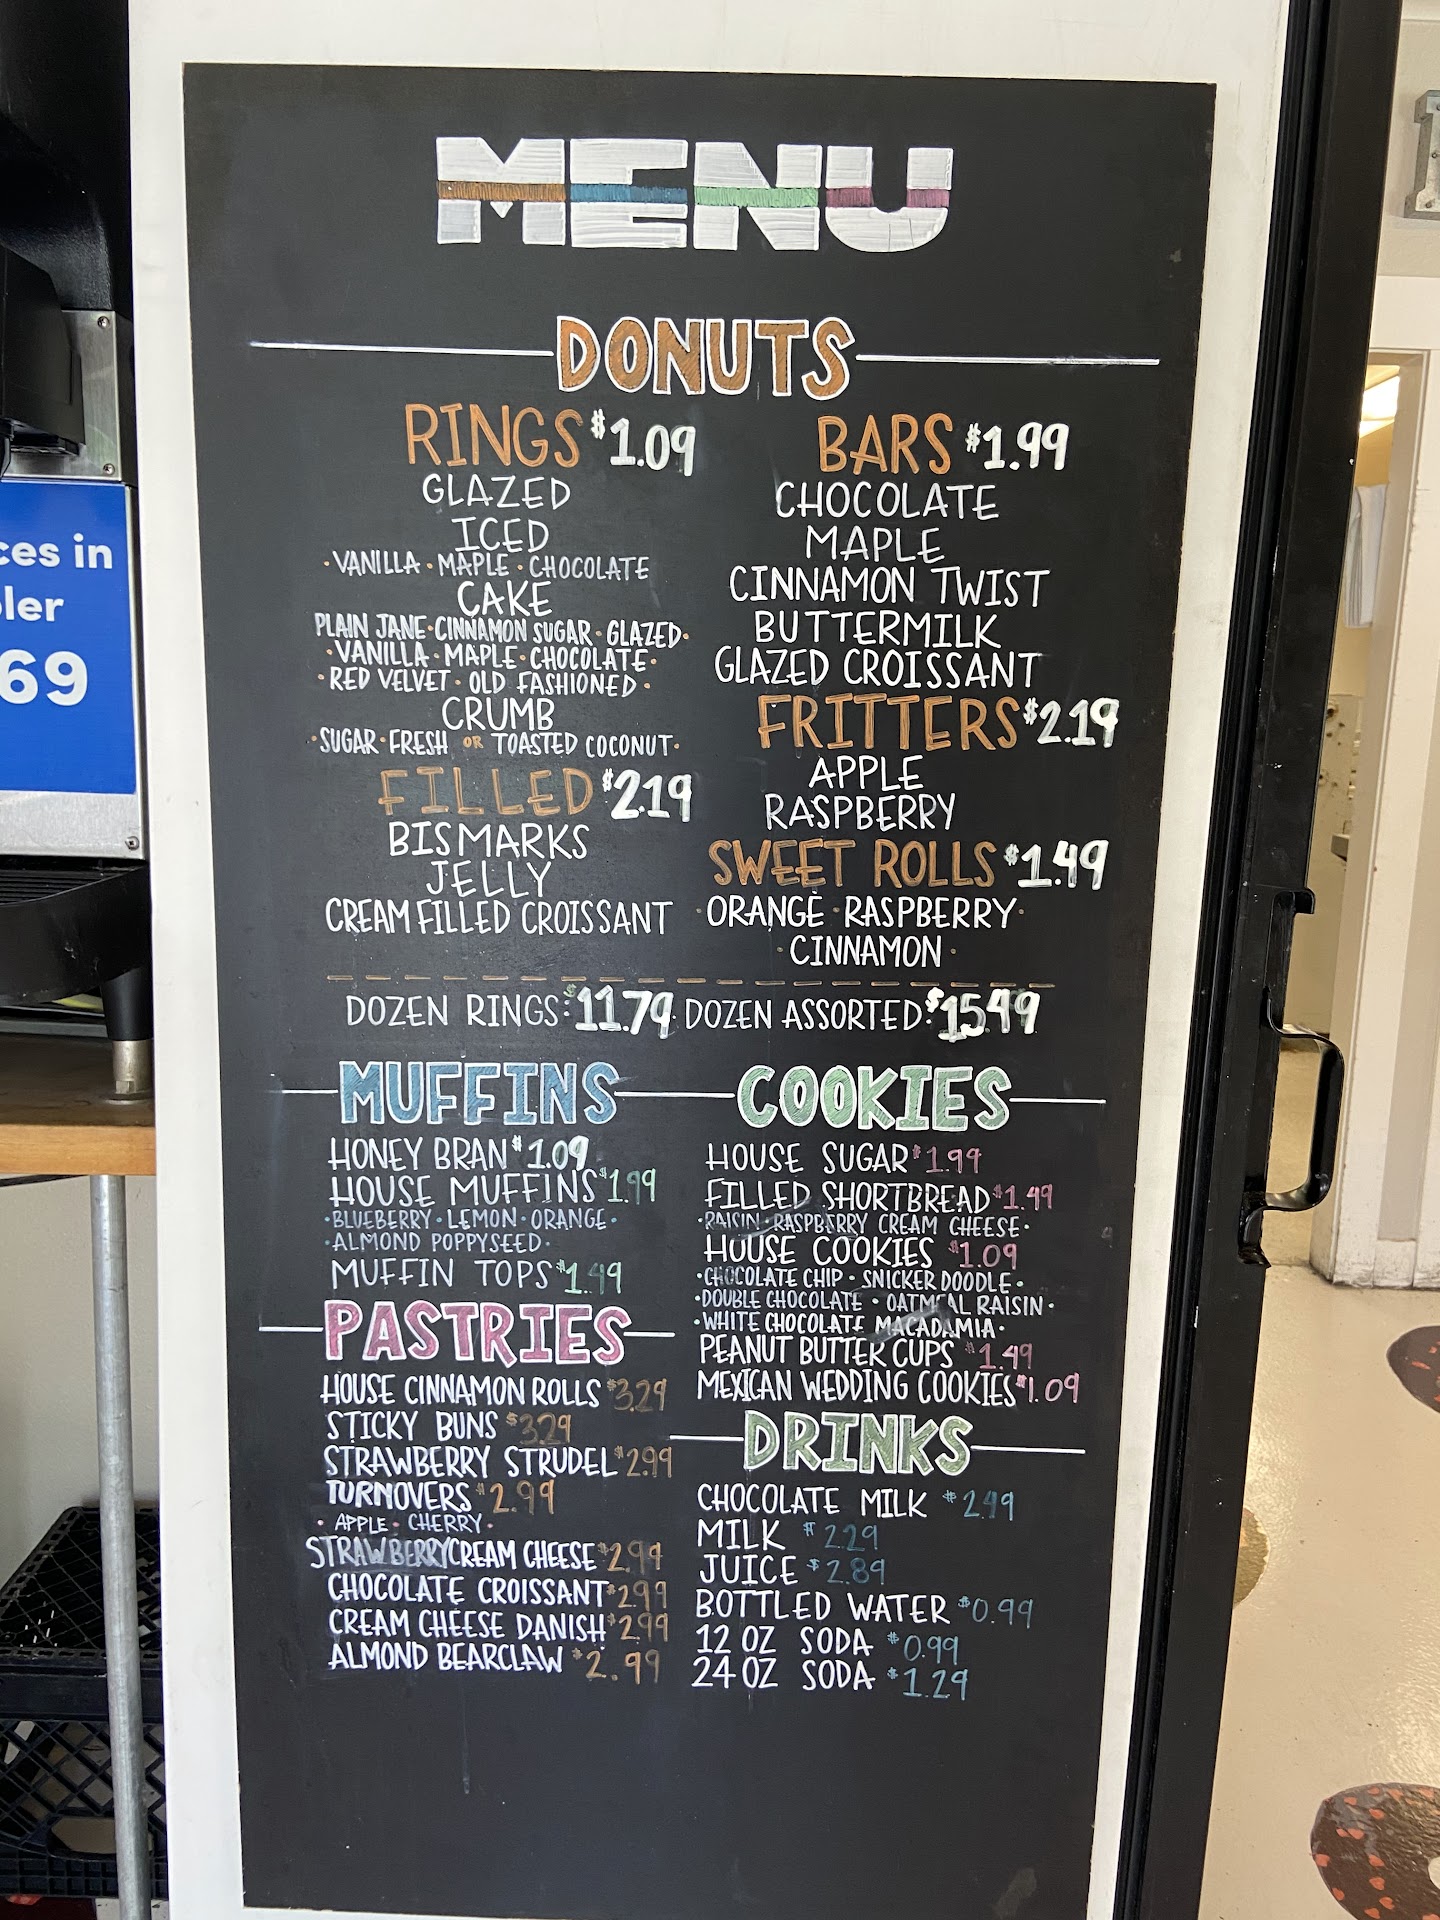 MENU
DONUTS
RINGS $1.09
GLAZED
ICED
·VANILLA·MAPLE·CHOCOLATE
CAKE
PLAIN JANE·CINNAMON SUGAR·GLAZED·
·VANILLA·MAPLE·CHOCOLATE·
·RED VELVET·OLD FASHIONED·
CRUMB
·SUGAR·FRESH OR TOASTED COCONUT·
FILLED $2.19
BISMARKS
JELLY
CREAM FILLED CROISSANT
BARS $1.99
CHOCOLATE
MAPLE
CINNAMON TWIST
BUTTERMILK
GLAZED CROISSANT
FRITTERS $2.19
APPLE
RASPBERRY
SWEET ROLLS $1.49
·ORANGE·RASPBERRY·
·CINNAMON·
DOZEN RINGS: $11.79 DOZEN ASSORTED: $15.49
MUFFINS
HONEY BRAN $1.09
HOUSE MUFFINS $1.99
·BLUEBERRY·LEMON·ORANGE·
·ALMOND POPPYSEED·
MUFFIN TOPS $1.49
PASTRIES
HOUSE CINNAMON ROLLS $3.29
STICKY BUNS $3.29
STRAWBERRY STRUDEL $2.99
TURNOVERS $2.99
·APPLE·CHERRY·
STRAWBERRY CREAM CHEESE $2.99
CHOCOLATE CROISSANT $2.99
CREAM CHEESE DANISH $2.99
ALMOND BEARCLAW $2.99
COOKIES
HOUSE SUGAR $1.99
FILLED SHORTBREAD $1.49
·RAISIN·RASPBERRY CREAM CHEESE·
HOUSE COOKIES $1.09
·CHOCOLATE CHIP·SNICKER DOODLE·
·DOUBLE CHOCOLATE·OATMEAL RAISIN·
·WHITE CHOCOLATE MACADAMIA·
PEANUT BUTTER CUPS $1.49
MEXICAN WEDDING COOKIES $1.09
DRINKS
CHOCOLATE MILK $2.49
MILK $2.29
JUICE $2.89
BOTTLED WATER $0.99
12 OZ SODA $0.99
24 OZ SODA $1.29
ces in
ler
69